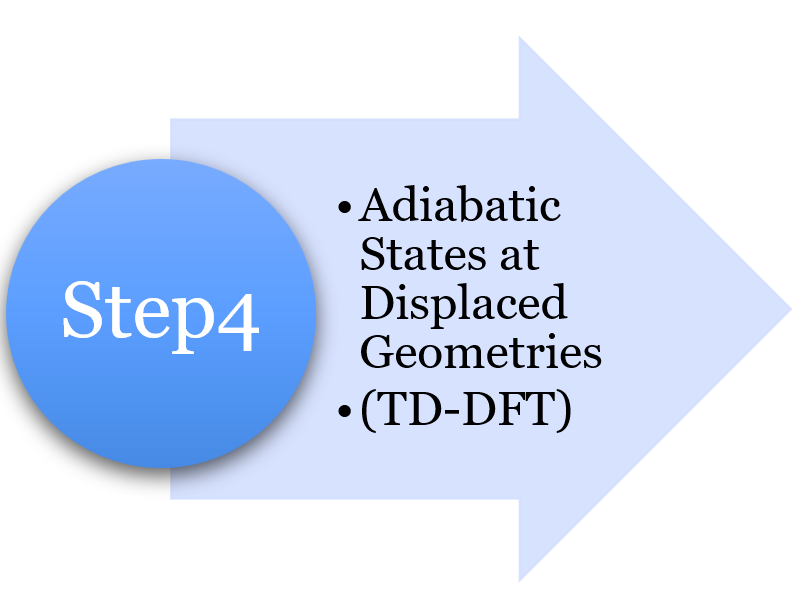 Step4
• Adiabatic
States at
Displaced
Geometries
• (TD-DFT)